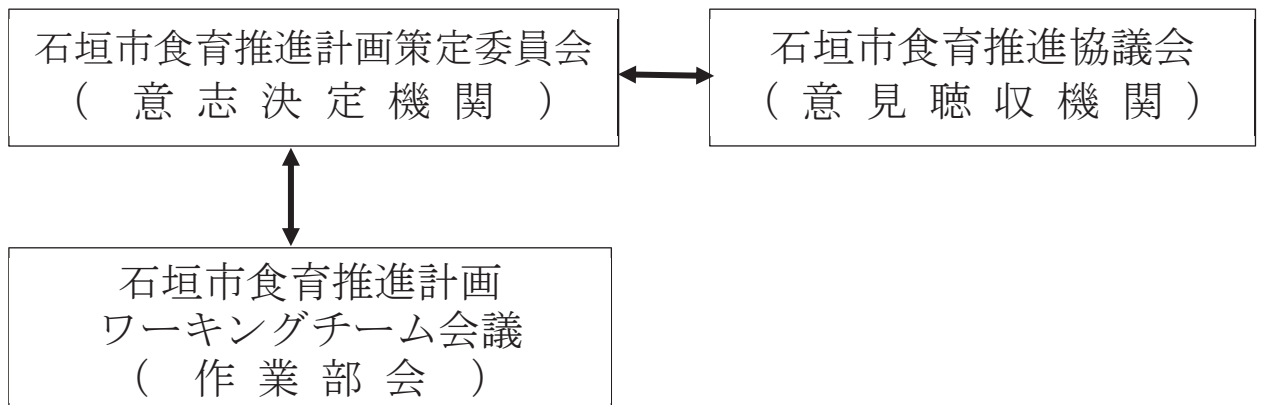 石垣市食育推進計画策定委員会
（　意 志 決 定 機 関　）
石垣市食育推進協議会
（ 意 見 聴 収 機 関 ）
石垣市食育推進計画
ワーキングチーム会議
（　作 業 部 会　）